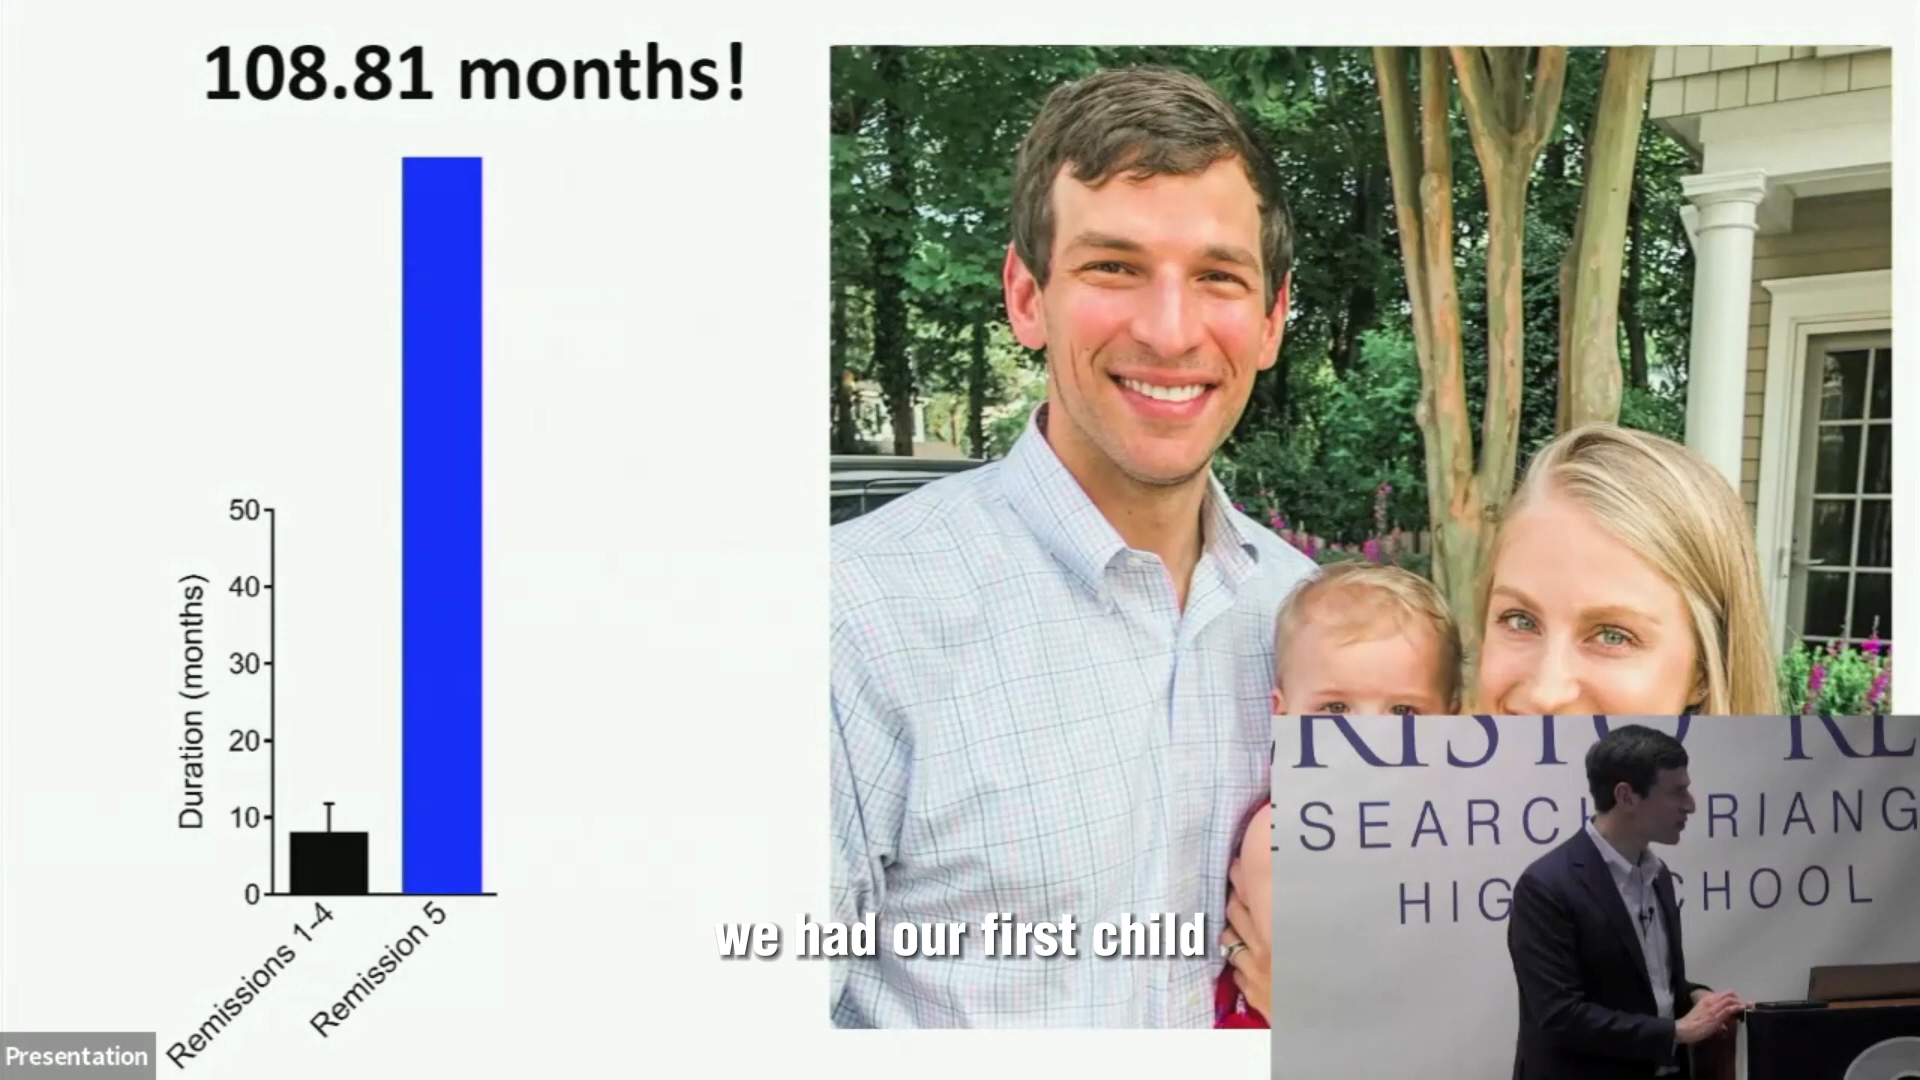 108.81 months!
50
40
30
20
10
0
Duration (months)
Remissions 1-4
Remission 5
we had our first child
HIG CHOOL
Presentation